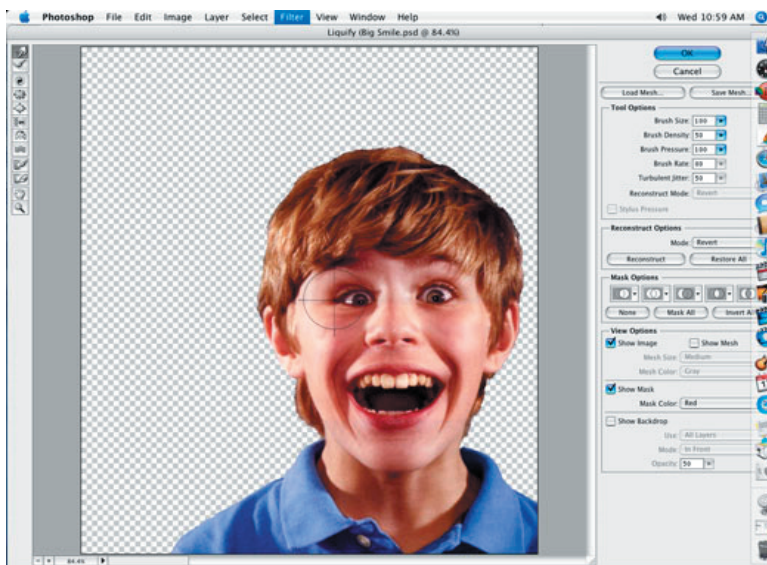 Photoshop File Edit Image Layer Select Filter View Window Help Wed 10:59 AM
Liquify (Big Smile.psd @ 84.4%)
OK
Cancel
Load Mesh... Save Mesh...
Tool Options
Brush Size: 100
Brush Density: 50
Brush Pressure: 100
Brush Rate: 80
Turbulent Jitter: 50
Reconstruct Mode: Revert
Stylus Pressure
Reconstruct Options
Mode: Revert
Reconstruct Restore All
Mask Options
None Mask All Invert Al
View Options
Show Image Show Mesh
Mesh Size: Medium
Mesh Color: Gray
Show Mask
Mask Color: Red
Show Backdrop
Use: All Layers
Mode: In Front
Opacity: 50
84.4%